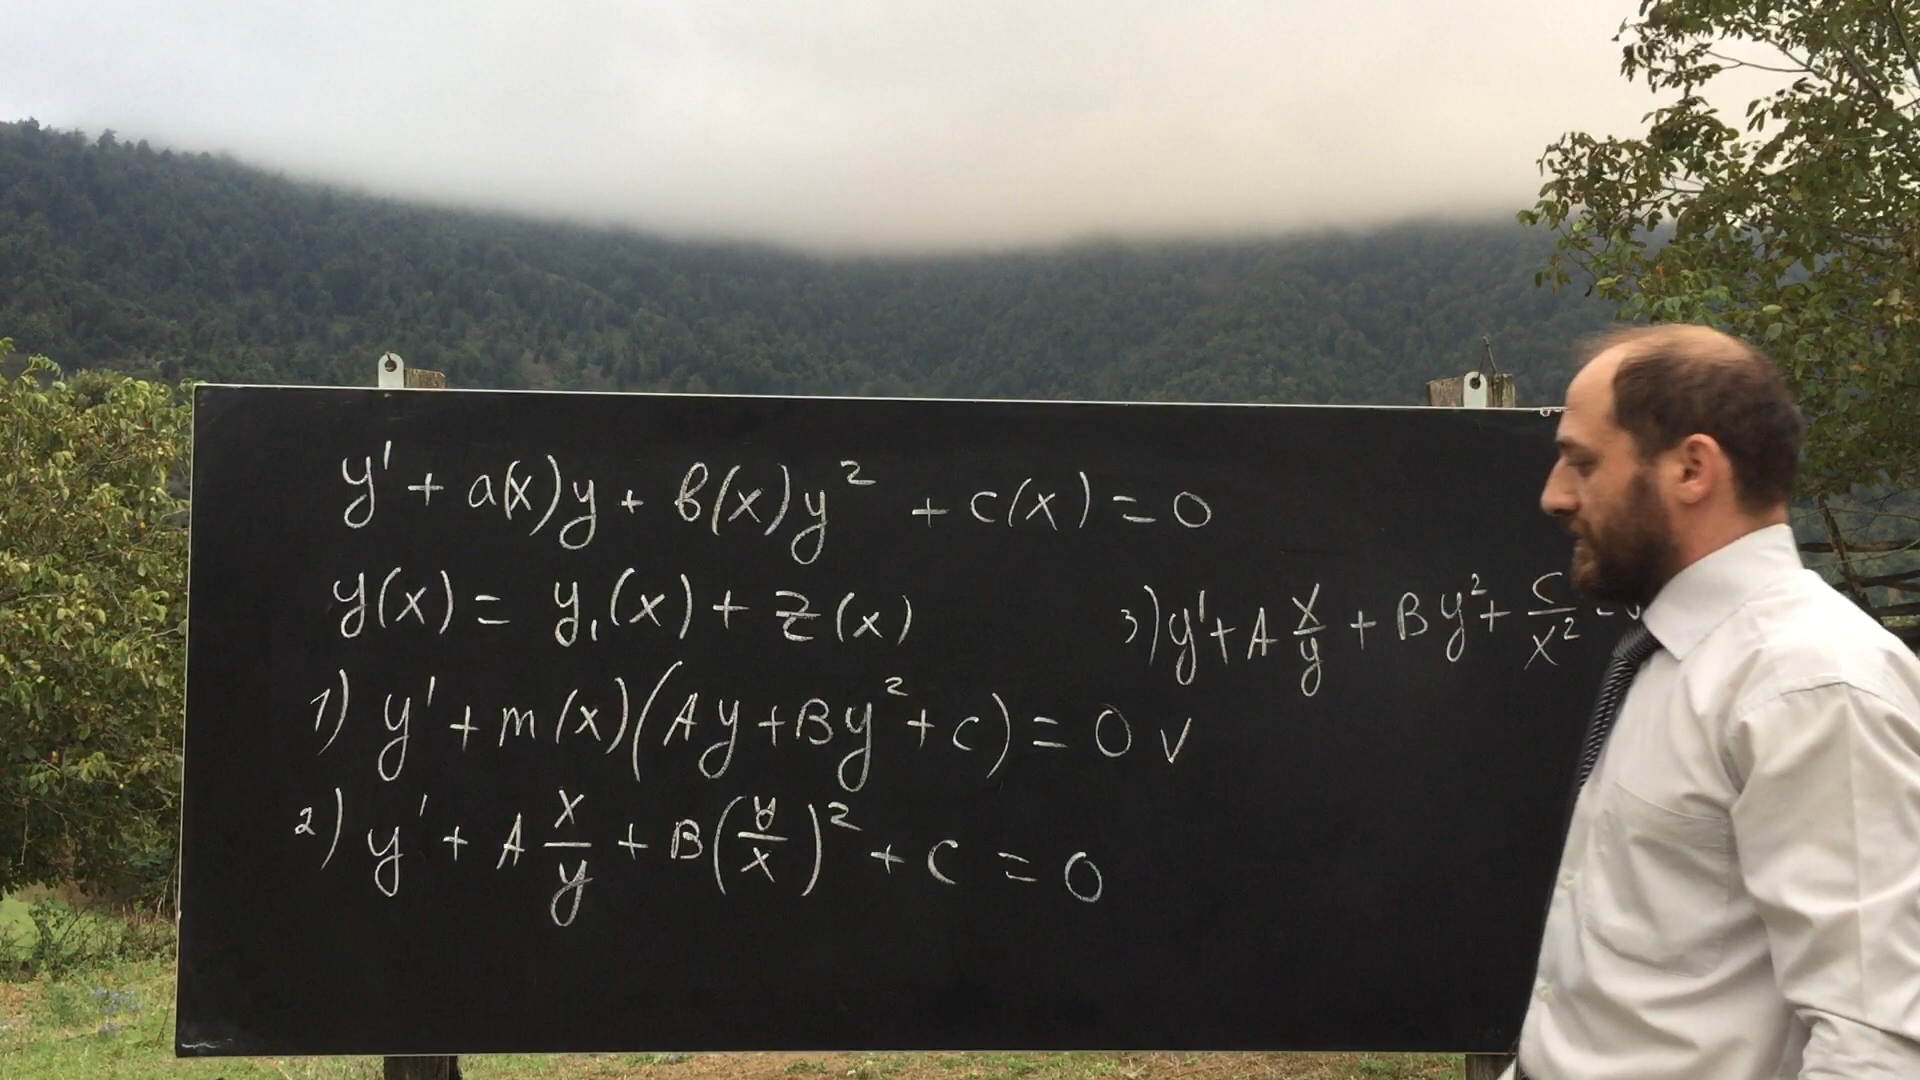 y' + a(x)y + b(x)y² + c(x) = 0
y(x) = y₁(x) + z(x)
3) y' + A x/y + By² + C/x²
1) y' + m(x)(Ay + By² + C) = 0 v
2) y' + A x/y + B(y/x)² + C = 0